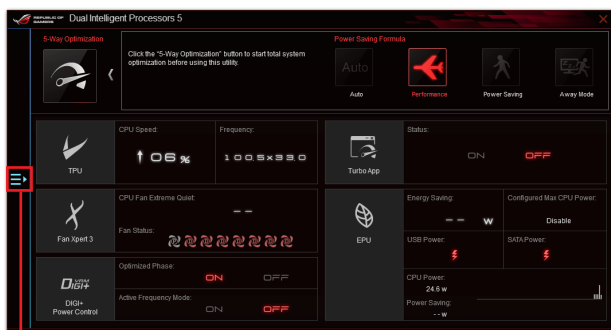 REPUBLIC OF GAMERS
Dual Intelligent Processors 5
5-Way Optimization
Click the "5-Way Optimization" button to start total system
optimization before using this utility.
Power Saving Formula
Auto
Auto
Performance
Power Saving
Away Mode
TPU
CPU Speed:
06 %
Frequency:
100.5x33.0
Turbo App
Status:
ON OFF
Fan Xpert 3
CPU Fan Extreme Quiet:
--
Fan Status:
EPU
Energy Saving:
-- w
Configured Max CPU Power:
Disable
USB Power:
SATA Power:
CPU Power:
24.6 w
Power Saving:
-- w
VRM
DIGI+
DIGI+
Power Control
Optimized Phase:
ON OFF
Active Frequency Mode:
ON OFF